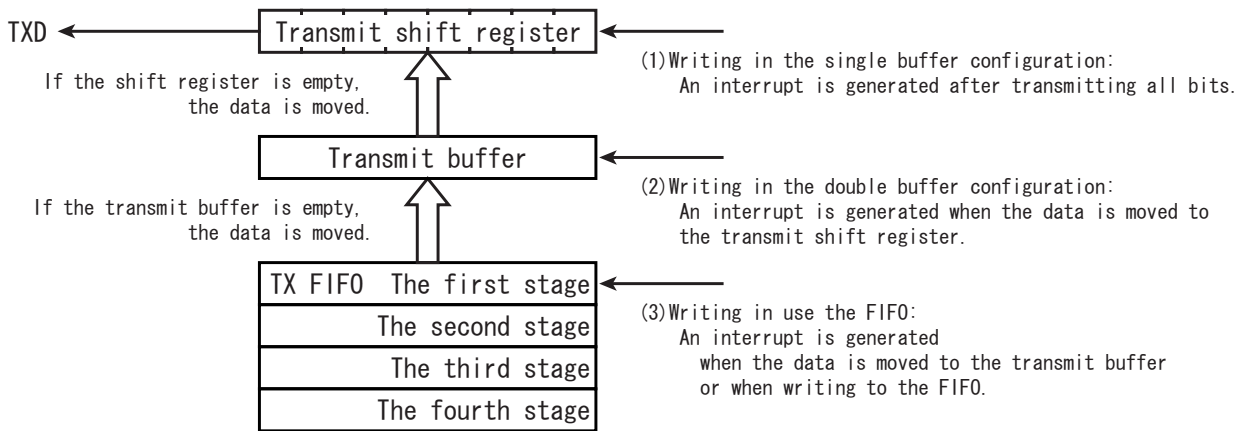 TXD
Transmit shift register
(1)Writing in the single buffer configuration:
An interrupt is generated after transmitting all bits.
If the shift register is empty,
the data is moved.
Transmit buffer
(2)Writing in the double buffer configuration:
An interrupt is generated when the data is moved to
the transmit shift register.
If the transmit buffer is empty,
the data is moved.
TX FIFO The first stage
The second stage
The third stage
The fourth stage
(3)Writing in use the FIFO:
An interrupt is generated
when the data is moved to the transmit buffer
or when writing to the FIFO.